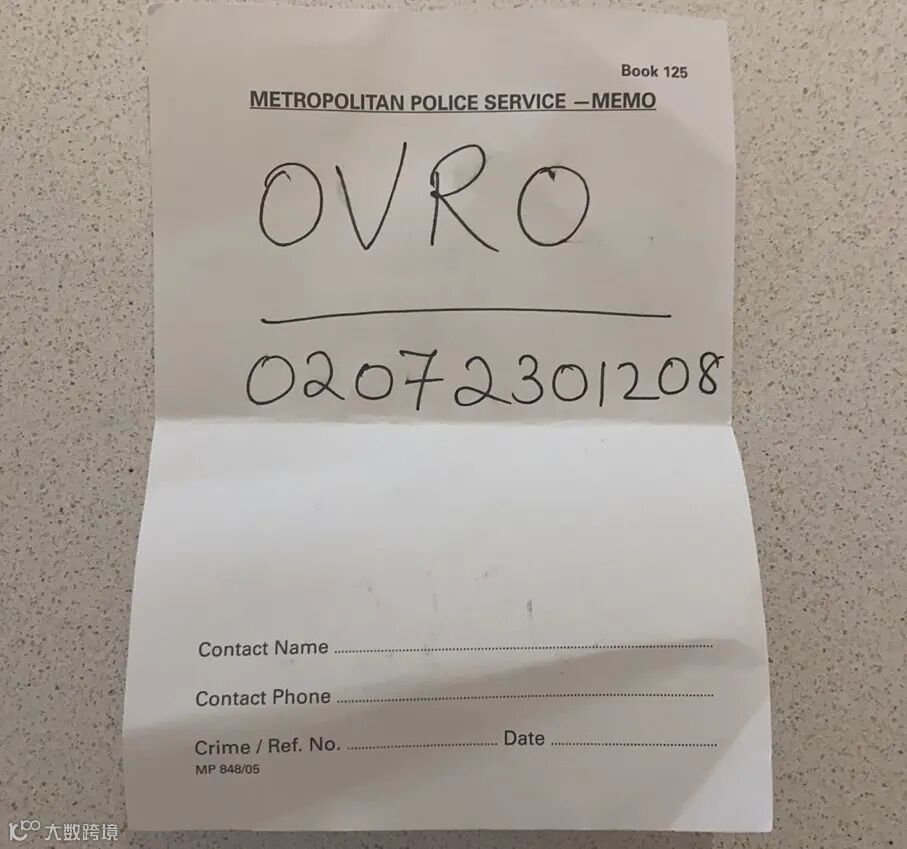 Book 125
METROPOLITAN POLICE SERVICE —MEMO
OVRO
02072301208
Contact Name
Contact Phone
Crime / Ref. No. Date
MP 848/05
大数跨境